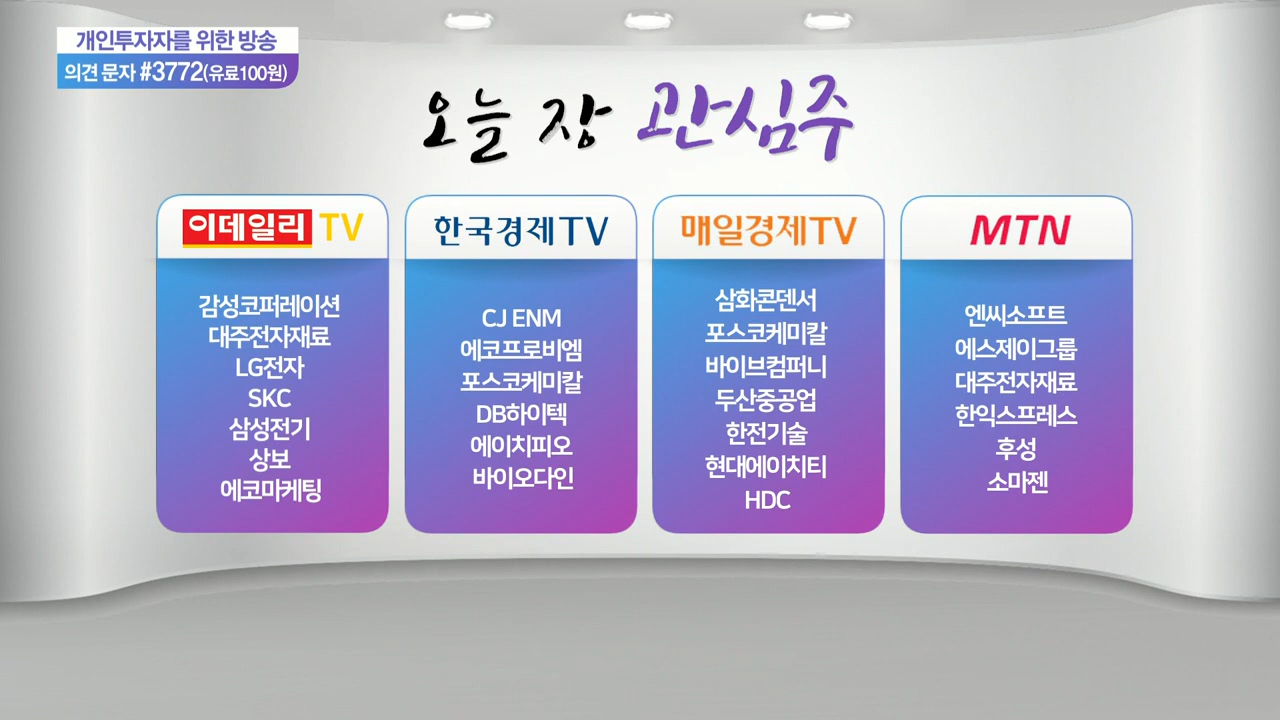 개인투자자를 위한 방송
의견 문자 #3772(유료100원)
오늘 장 관심주
이데일리 TV
감성코퍼레이션
대주전자재료
LG전자
SKC
삼성전기
상보
에코마케팅
한국경제TV
CJ ENM
에코프로비엠
포스코케미칼
DB하이텍
에이치피오
바이오다인
매일경제TV
삼화콘덴서
포스코케미칼
바이브컴퍼니
두산중공업
한전기술
현대에이치티
HDC
MTN
엔씨소프트
에스제이그룹
대주전자재료
한익스프레스
후성
소마젠